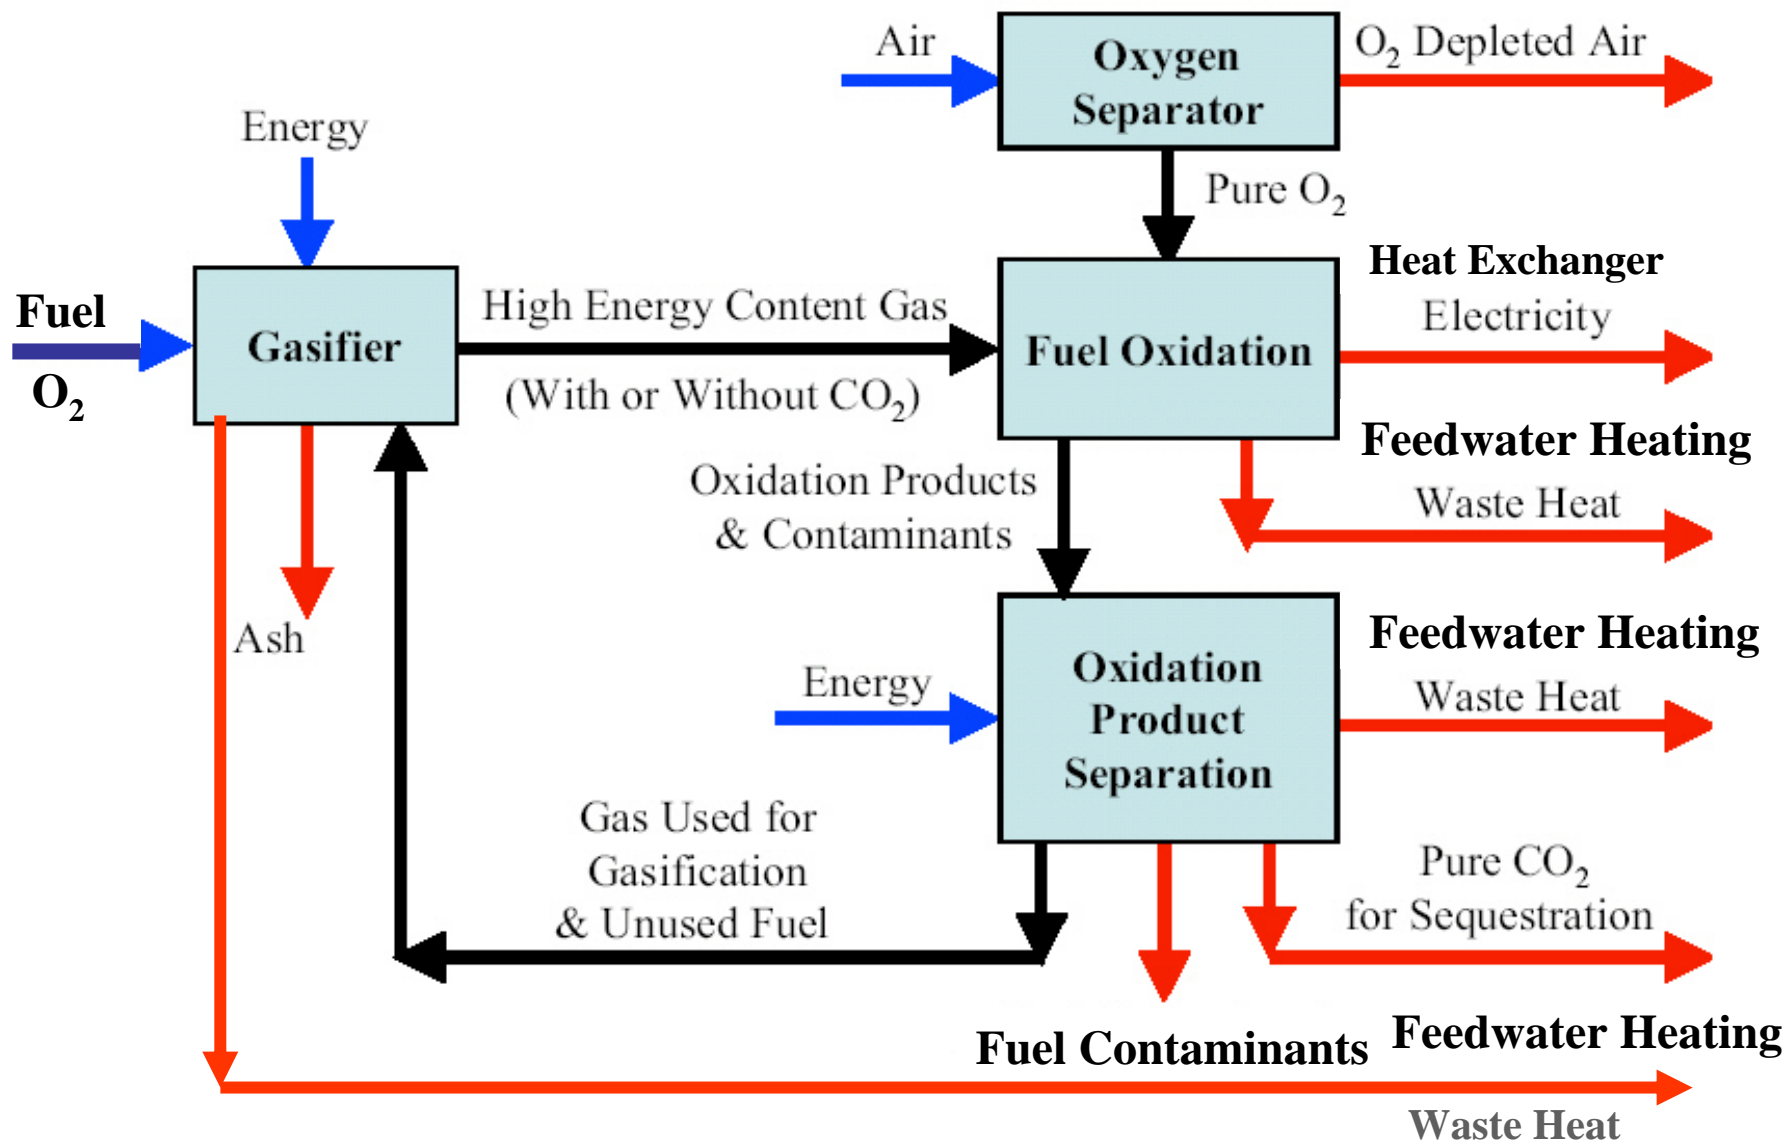 Air
Oxygen
Separator
O₂ Depleted Air
Energy
Pure O₂
Fuel
O₂
Gasifier
High Energy Content Gas
(With or Without CO₂)
Fuel Oxidation
Heat Exchanger
Electricity
Feedwater Heating
Waste Heat
Oxidation Products
& Contaminants
Ash
Energy
Oxidation
Product
Separation
Feedwater Heating
Waste Heat
Gas Used for
Gasification
& Unused Fuel
Pure CO₂
for Sequestration
Fuel Contaminants
Feedwater Heating
Waste Heat